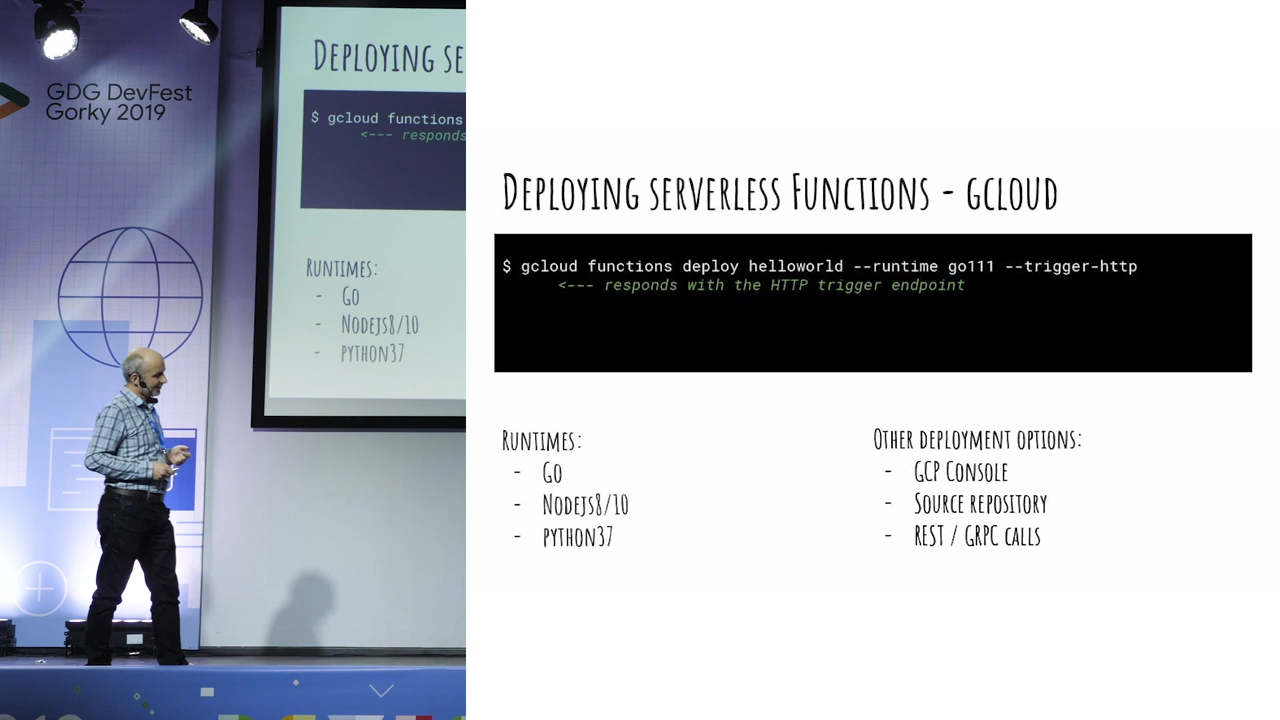 GDG DevFest
Gorky 2019
Deploying se
$ gcloud functions
<--- responds
Runtimes:
- Go
- Nodejs8/10
- python37
Deploying serverless Functions - gcloud
$ gcloud functions deploy helloworld --runtime go111 --trigger-http
<--- responds with the HTTP trigger endpoint
Runtimes:
- Go
- Nodejs8/10
- python37
Other deployment options:
- GCP Console
- Source repository
- REST / GRPC calls